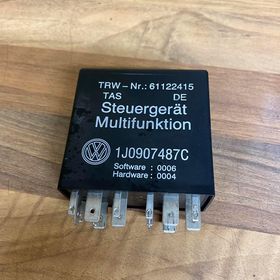 TRW-Nr.: 61122415
TAS DE
Steuergerät
Multifunktion
1J0907487C
Software : 0006
Hardware : 0004